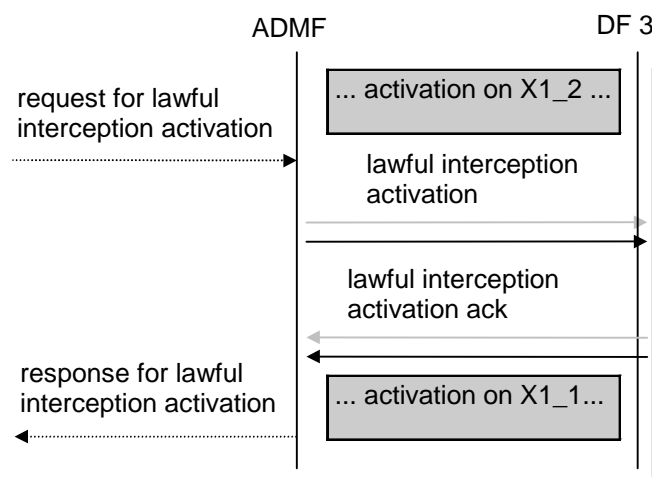 ADMF
DF 3
... activation on X1_2 ...
request for lawful
interception activation
lawful interception
activation
lawful interception
activation ack
response for lawful
interception activation
... activation on X1_1...